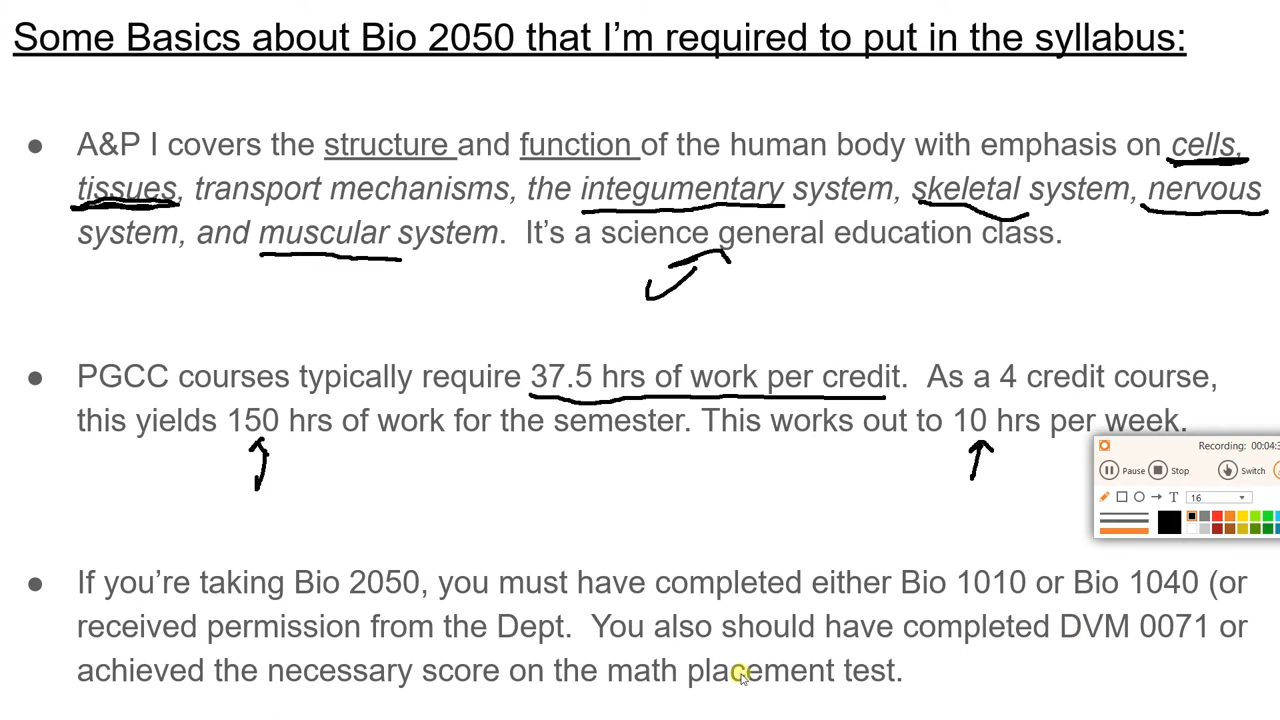 Some Basics about Bio 2050 that I'm required to put in the syllabus:
● A&P I covers the structure and function of the human body with emphasis on cells,
tissues, transport mechanisms, the integumentary system, skeletal system, nervous
system, and muscular system. It's a science general education class.
● PGCC courses typically require 37.5 hrs of work per credit. As a 4 credit course,
this yields 150 hrs of work for the semester. This works out to 10 hrs per week.
Recording: 00:04:3
Pause Stop Switch
T 16
● If you're taking Bio 2050, you must have completed either Bio 1010 or Bio 1040 (or
received permission from the Dept. You also should have completed DVM 0071 or
achieved the necessary score on the math placement test.